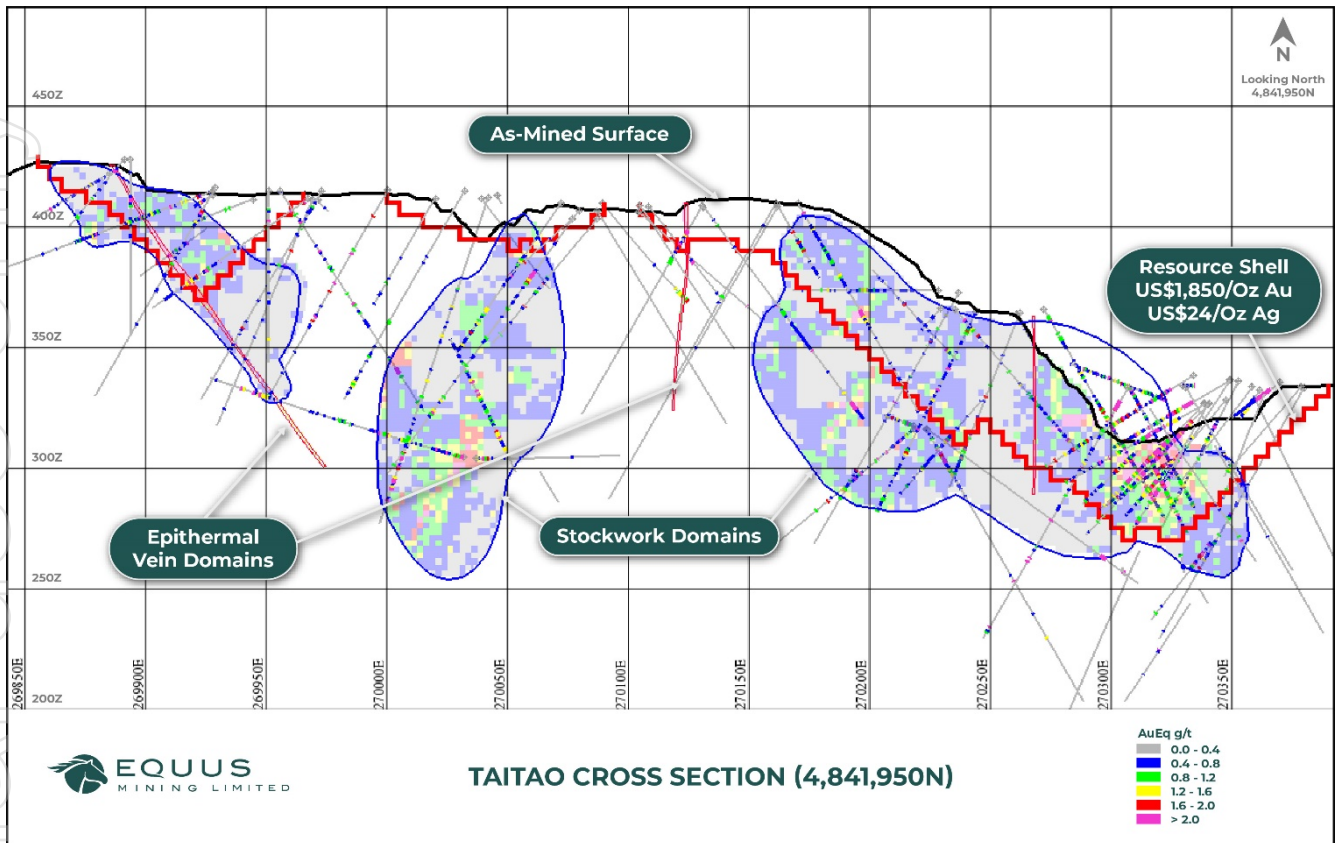 N
Looking North
4,841,950N
450Z
As-Mined Surface
400Z
Resource Shell
US$1,850/Oz Au
US$24/Oz Ag
350Z
300Z
Epithermal
Vein Domains
Stockwork Domains
250Z
200Z
269850E
269900E
269950E
270000E
270050E
270100E
270150E
270200E
270250E
270300E
270350E
EQUUS
MINING LIMITED
TAITAO CROSS SECTION (4,841,950N)
AuEq g/t
0.0 - 0.4
0.4 - 0.8
0.8 - 1.2
1.2 - 1.6
1.6 - 2.0
> 2.0